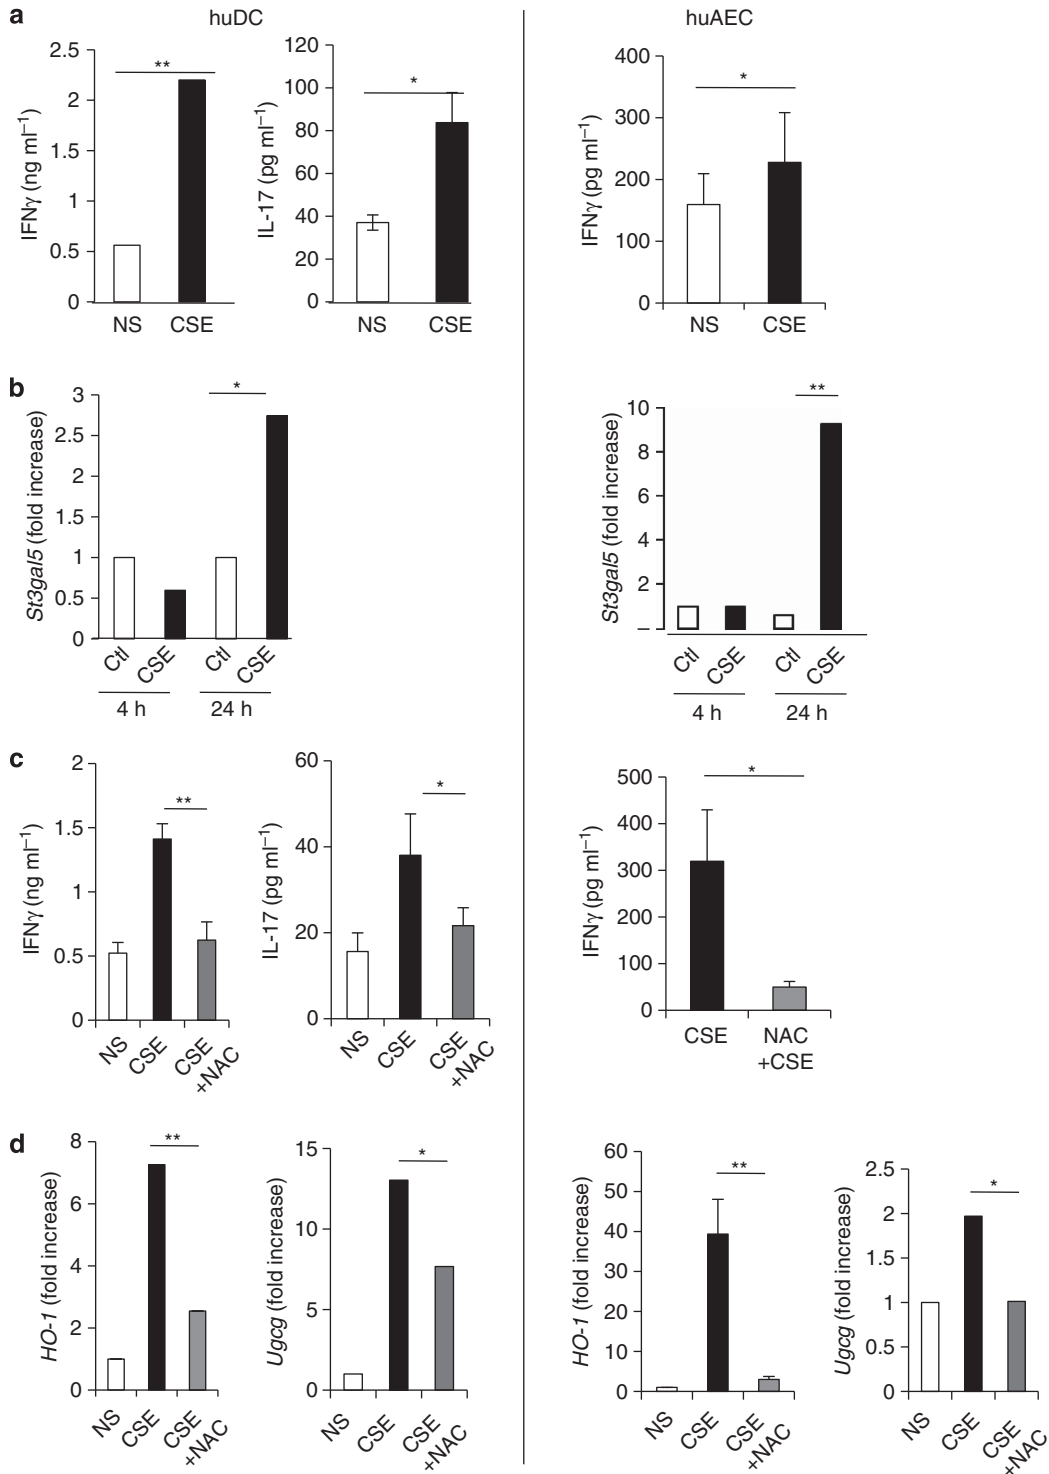 a
huDC
huAEC
IFNγ (ng ml⁻¹)
2.5
2
1.5
1
0.5
0
**
NS CSE
IL-17 (pg ml⁻¹)
120
100
80
60
40
20
0
*
NS CSE
IFNγ (pg ml⁻¹)
400
300
200
100
0
*
NS CSE
b
St3gal5 (fold increase)
3
2.5
2
1.5
1
0.5
0
*
Ctl CSE Ctl CSE
4 h 24 h
St3gal5 (fold increase)
10
8
6
4
2
**
Ctl CSE Ctl CSE
4 h 24 h
c
IFNγ (ng ml⁻¹)
2
1.5
1
0.5
0
**
NS CSE CSE
+NAC
IL-17 (pg ml⁻¹)
60
40
20
0
*
NS CSE CSE
+NAC
IFNγ (pg ml⁻¹)
500
400
300
200
100
0
*
CSE NAC
+CSE
d
HO-1 (fold increase)
8
6
4
2
0
**
NS CSE CSE
+NAC
Ugcg (fold increase)
15
10
5
0
*
NS CSE CSE
+NAC
HO-1 (fold increase)
60
50
40
30
20
10
0
**
NS CSE CSE
+NAC
Ugcg (fold increase)
2.5
2
1.5
1
0.5
0
*
NS CSE CSE
+NAC